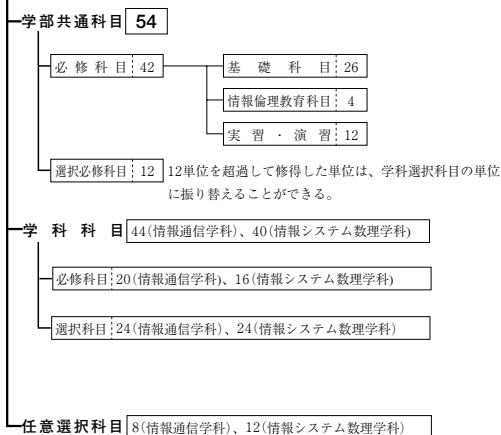 学部共通科目 54
必修科目 42 基礎科目 26
情報倫理教育科目 4
実習・演習 12
選択必修科目 12 12単位を超過して修得した単位は、学科選択科目の単位
に振り替えることができる。
学科科目 44(情報通信学科)、40(情報システム数理学科)
必修科目 20(情報通信学科)、16(情報システム数理学科)
選択科目 24(情報通信学科)、24(情報システム数理学科)
任意選択科目 8(情報通信学科)、12(情報システム数理学科)